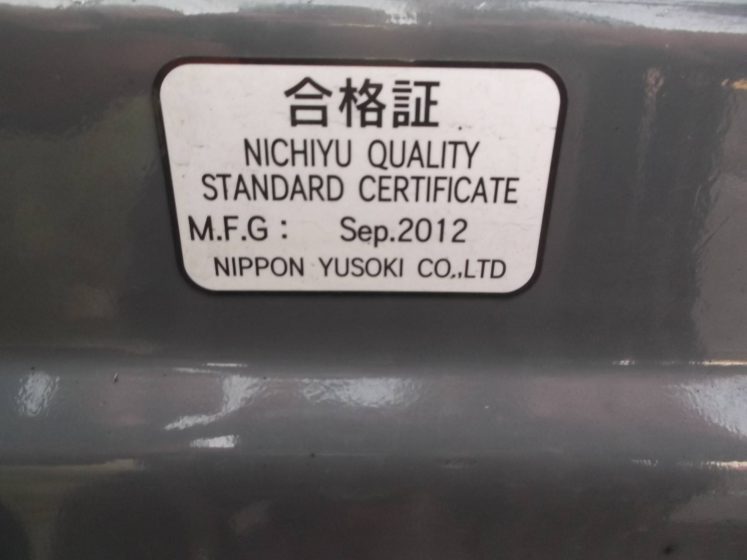 合格証
NICHIYU QUALITY
STANDARD CERTIFICATE
M.F.G : Sep.2012
NIPPON YUSOKI CO.,LTD